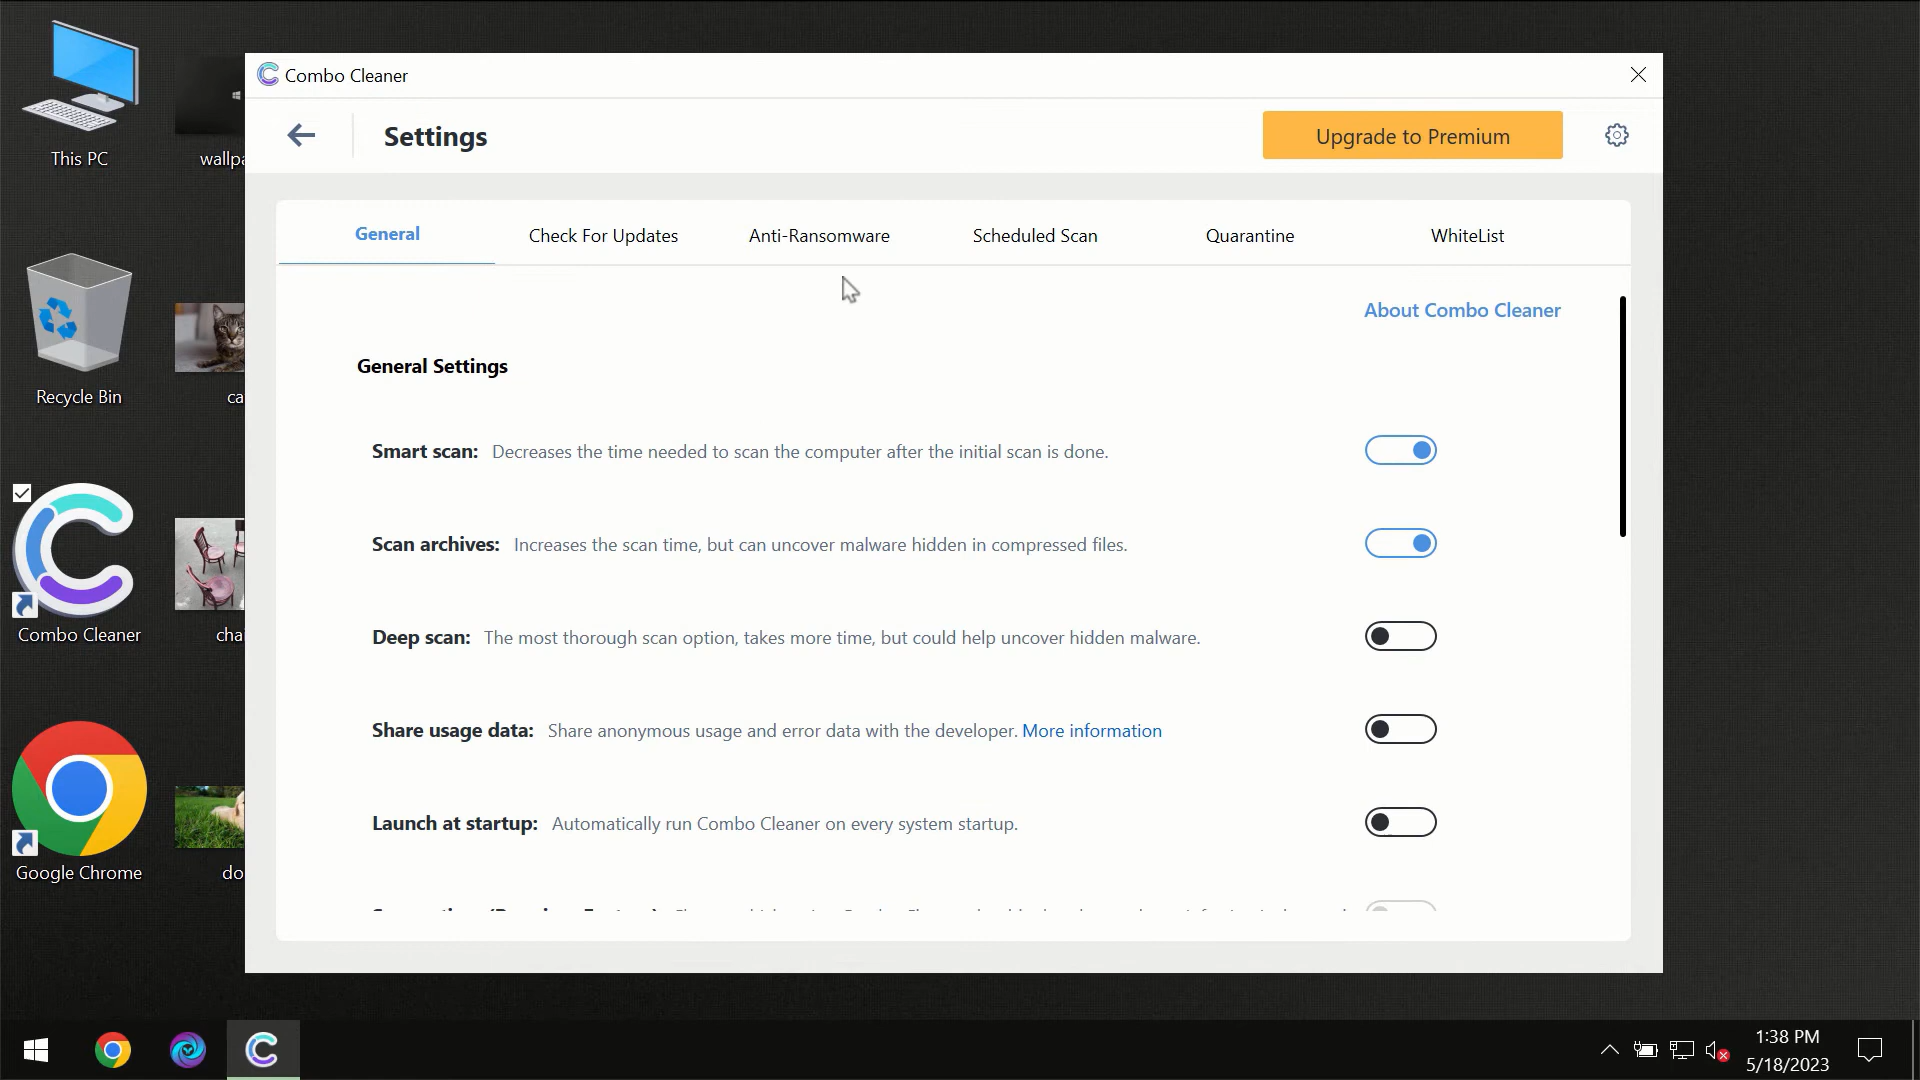 Combo Cleaner
Settings
Upgrade to Premium
General
Check For Updates
Anti-Ransomware
Scheduled Scan
Quarantine
WhiteList
About Combo Cleaner
General Settings
Smart scan: Decreases the time needed to scan the computer after the initial scan is done.
Scan archives: Increases the scan time, but can uncover malware hidden in compressed files.
Deep scan: The most thorough scan option, takes more time, but could help uncover hidden malware.
Share usage data: Share anonymous usage and error data with the developer. More information
Launch at startup: Automatically run Combo Cleaner on every system startup.
This PC
wallpa
Recycle Bin
ca
Combo Cleaner
chai
Google Chrome
do
1:38 PM
5/18/2023